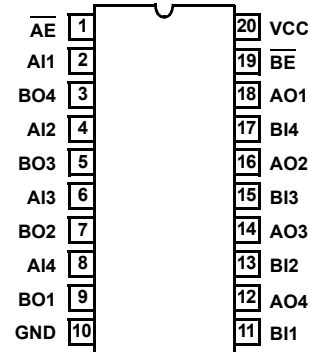 A̅E̅ 1 20 VCC
AI1 2 19 B̅E̅
BO4 3 18 AO1
AI2 4 17 BI4
BO3 5 16 AO2
AI3 6 15 BI3
BO2 7 14 AO3
AI4 8 13 BI2
BO1 9 12 AO4
GND 10 11 BI1